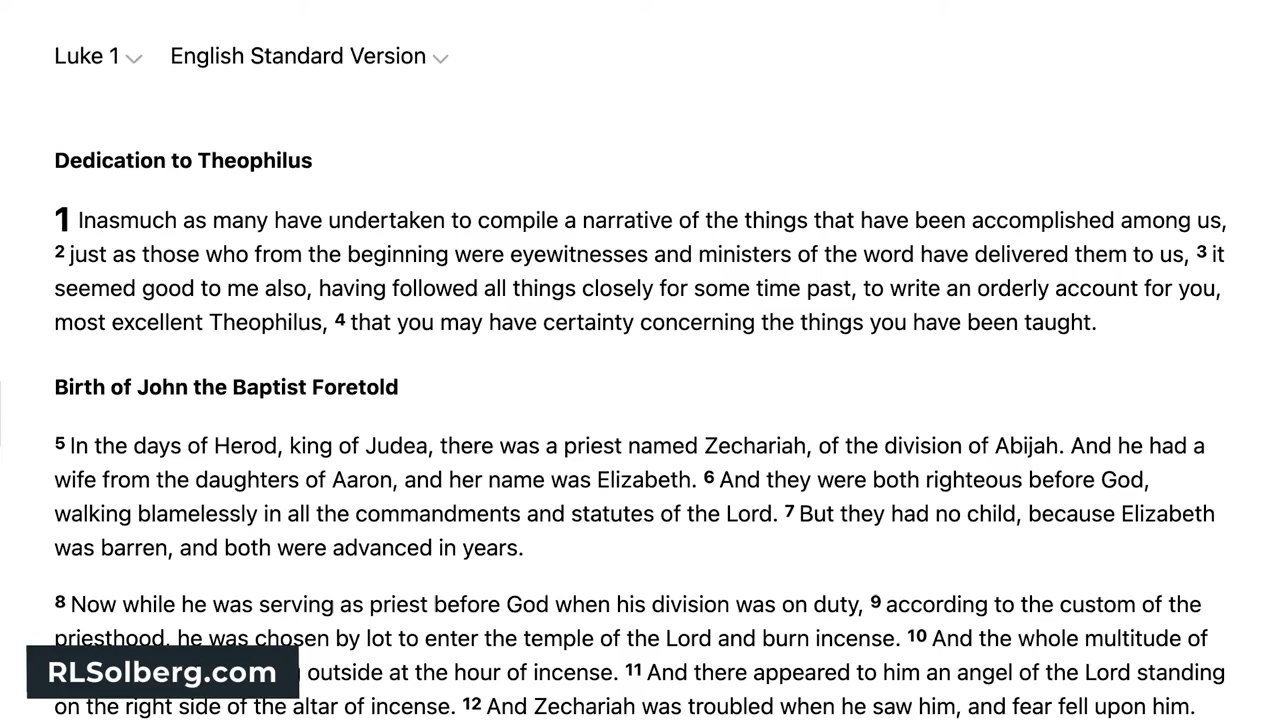 Luke 1 English Standard Version
Dedication to Theophilus
1 Inasmuch as many have undertaken to compile a narrative of the things that have been accomplished among us,
2 just as those who from the beginning were eyewitnesses and ministers of the word have delivered them to us, 3 it
seemed good to me also, having followed all things closely for some time past, to write an orderly account for you,
most excellent Theophilus, 4 that you may have certainty concerning the things you have been taught.
Birth of John the Baptist Foretold
5 In the days of Herod, king of Judea, there was a priest named Zechariah, of the division of Abijah. And he had a
wife from the daughters of Aaron, and her name was Elizabeth. 6 And they were both righteous before God,
walking blamelessly in all the commandments and statutes of the Lord. 7 But they had no child, because Elizabeth
was barren, and both were advanced in years.
8 Now while he was serving as priest before God when his division was on duty, 9 according to the custom of the
priesthood, he was chosen by lot to enter the temple of the Lord and burn incense. 10 And the whole multitude of
outside at the hour of incense. 11 And there appeared to him an angel of the Lord standing
on the right side of the altar of incense. 12 And Zechariah was troubled when he saw him, and fear fell upon him.
RLSolberg.com